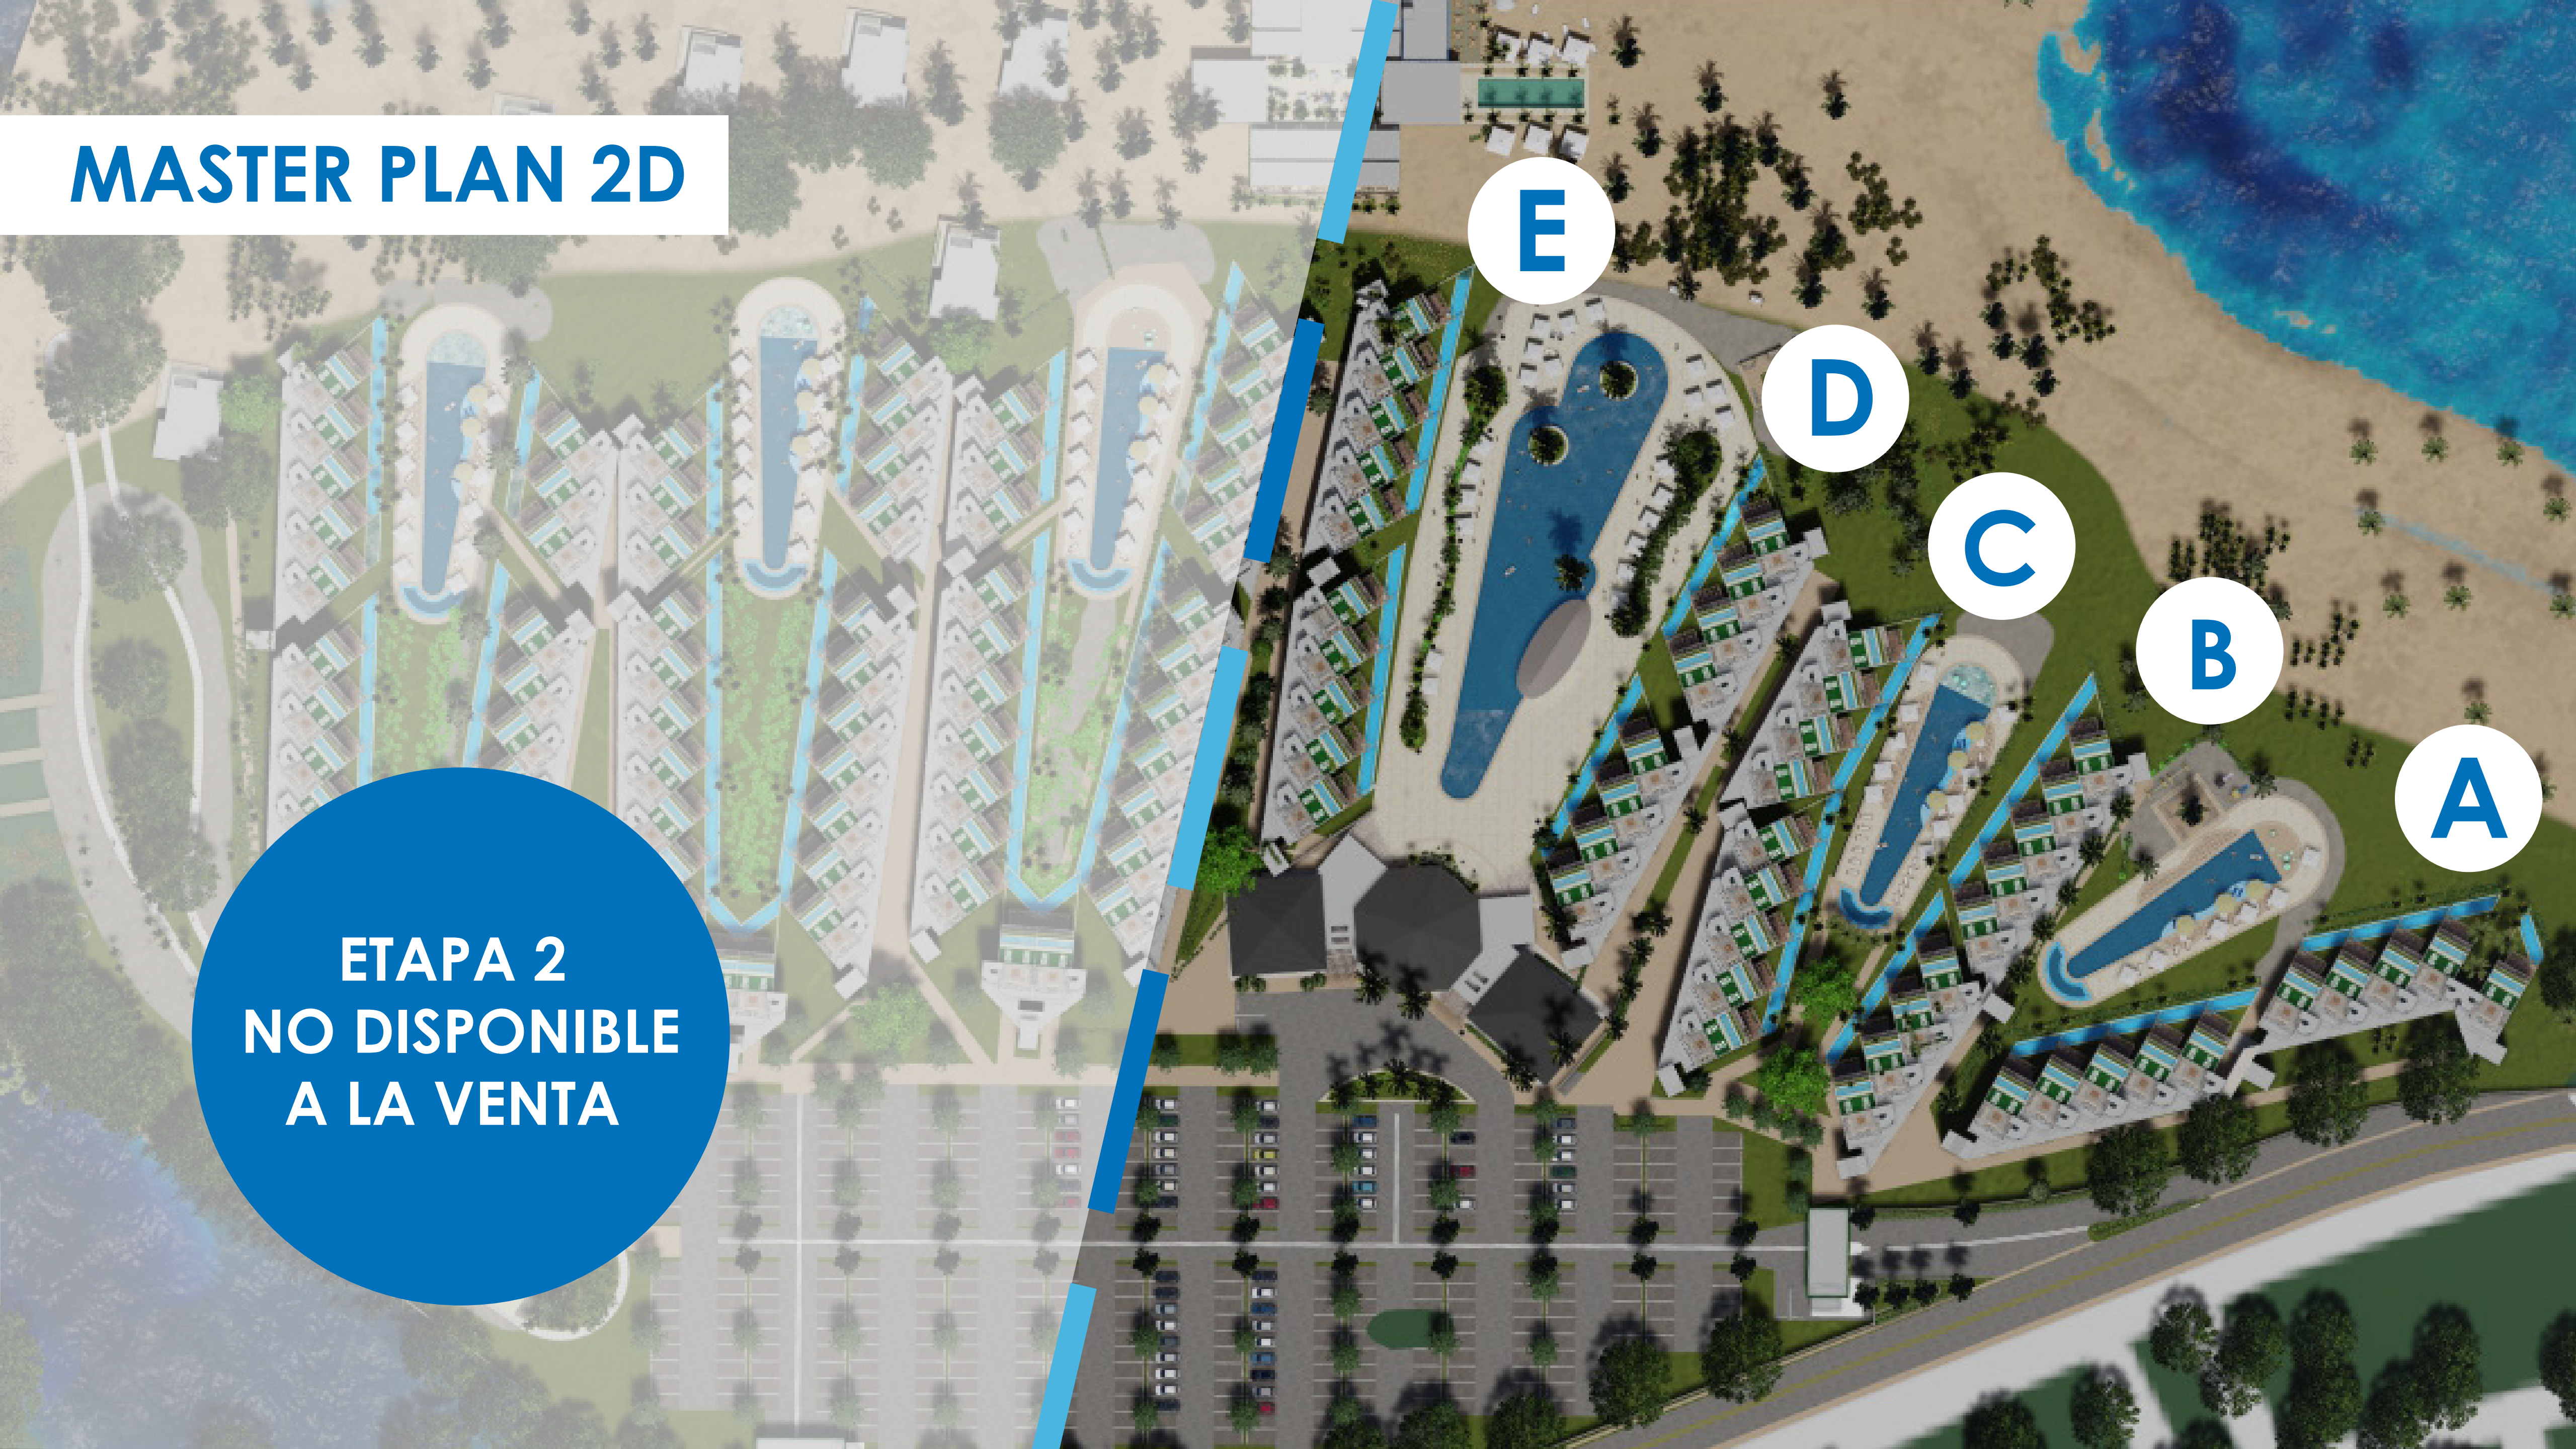 MASTER PLAN 2D
E
D
C
B
A
ETAPA 2
NO DISPONIBLE
A LA VENTA